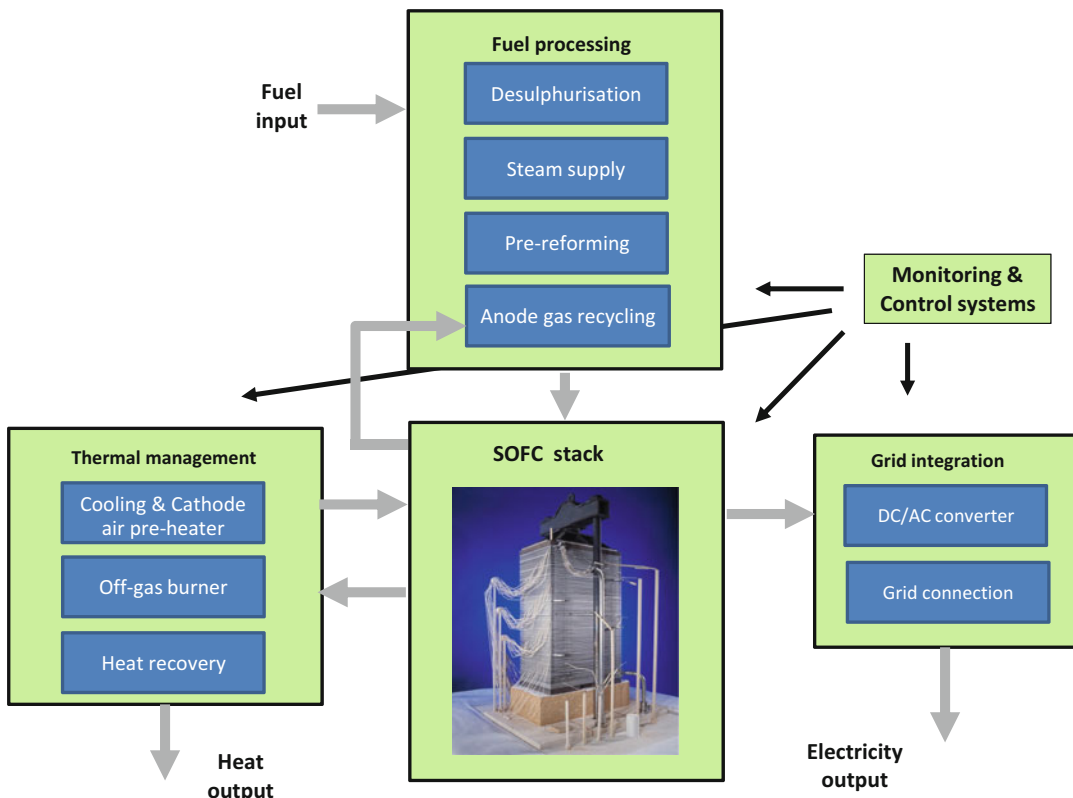 Fuel processing
Desulphurisation
Steam supply
Pre-reforming
Anode gas recycling
Fuel
input
Monitoring &
Control systems
Thermal management
Cooling & Cathode
air pre-heater
Off-gas burner
Heat recovery
SOFC stack
Grid integration
DC/AC converter
Grid connection
Heat
output
Electricity
output